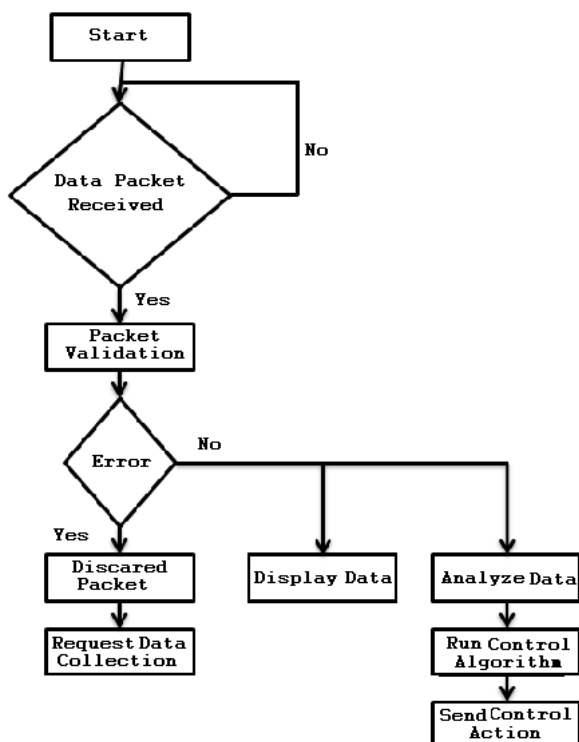 Start
No
Data Packet
Received
Yes
Packet
Validation
No
Error
Yes
Discared
Packet
Display Data
Analyze Data
Request Data
Collection
Run Control
Algorithm
Send Control
Action